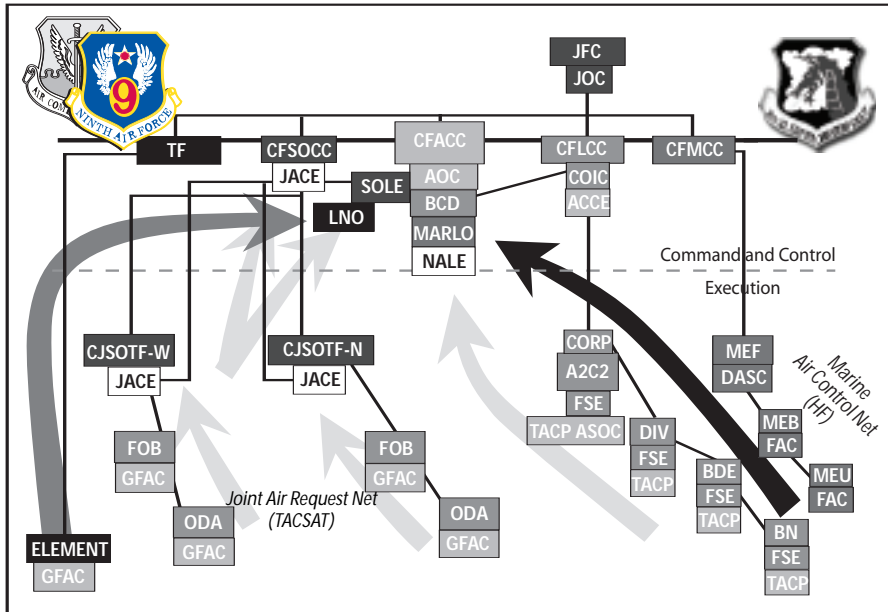 AIR COM
9
NINTH AIR FORCE
JFC
JOC
TF
CFSOCC
JACE
SOLE
LNO
CFACC
AOC
BCD
MARLO
NALE
CFLCC
COIC
ACCE
CFMCC
Command and Control
Execution
CJSOTF-W
JACE
CJSOTF-N
JACE
CORP
A2C2
FSE
TACP ASOC
MEF
DASC
Marine
Air Control Net
(HF)
FOB
GFAC
FOB
GFAC
DIV
FSE
TACP
MEB
FAC
BDE
FSE
TACP
MEU
FAC
Joint Air Request Net
(TACSAT)
ODA
GFAC
ODA
GFAC
BN
FSE
TACP
ELEMENT
GFAC